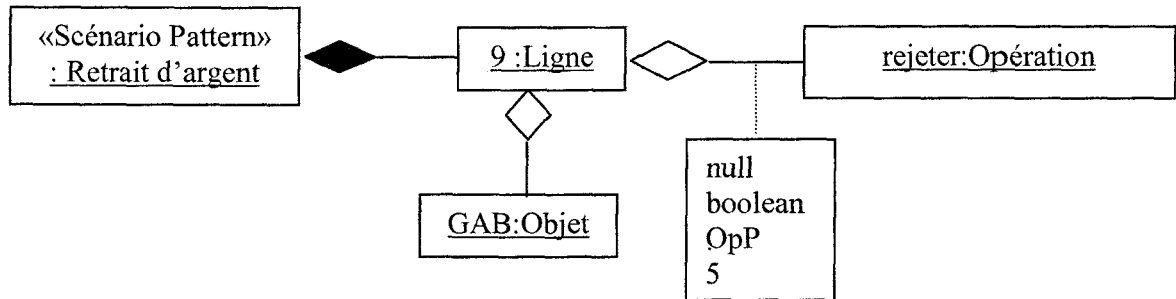 «Scénario Pattern»
: Retrait d’argent
9 :Ligne
rejeter:Opération
GAB:Objet
null
boolean
OpP
5